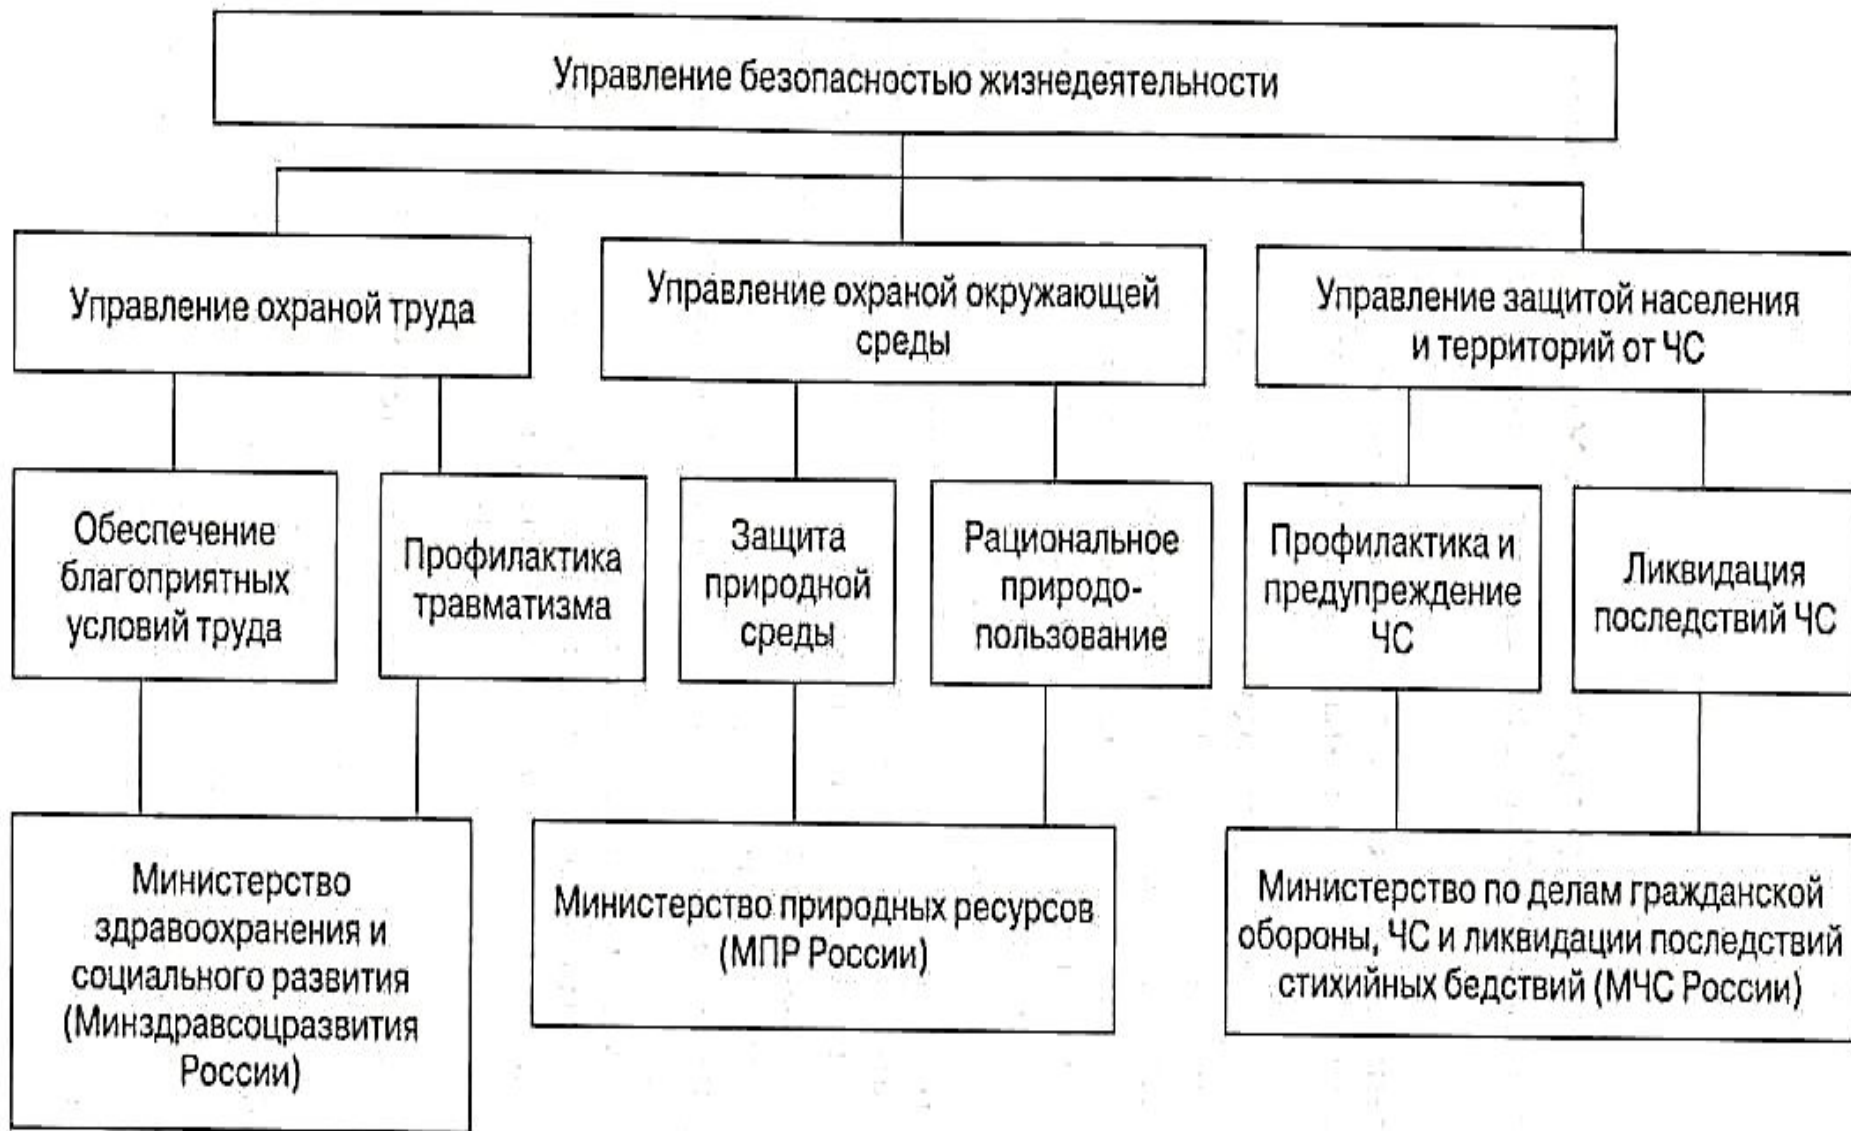 Управление безопасностью жизнедеятельности
Управление охраной труда
Управление охраной окружающей
среды
Управление защитой населения
и территорий от ЧС
Обеспечение
благоприятных
условий труда
Профилактика
травматизма
Защита
природной
среды
Рациональное
природо-
пользование
Профилактика и
предупреждение
ЧС
Ликвидация
последствий ЧС
Министерство
здравоохранения и
социального развития
(Минздравсоцразвития
России)
Министерство природных ресурсов
(МПР России)
Министерство по делам гражданской
обороны, ЧС и ликвидации последствий
стихийных бедствий (МЧС России)